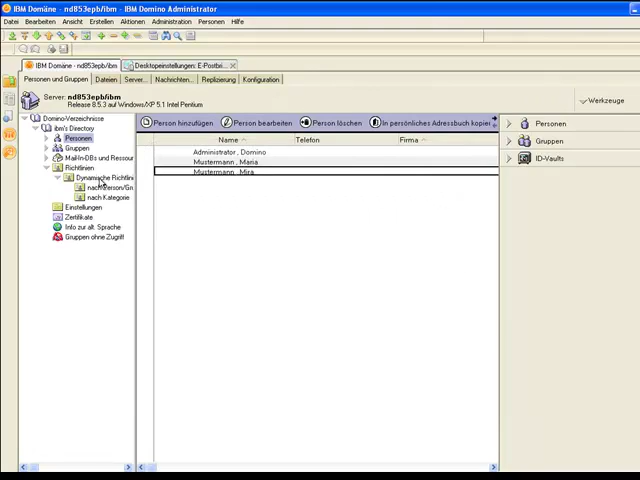 IBM Domäne - nd853epb/ibm - IBM Domino Administrator
Datei Bearbeiten Ansicht Erstellen Aktionen Administration Personen Hilfe
IBM Domäne - nd853epb/ibm Desktopeinstellungen: E-Postbri...
Personen und Gruppen Dateien Server... Nachrichten... Replizierung Konfiguration
Server: nd853epb/ibm
Release 8.5.3 auf Windows/XP 5.1 Intel Pentium
Werkzeuge
Domino-Verzeichnisse
ibm's Directory
Personen
Gruppen
Mail-In-DBs und Ressour
Richtlinien
Dynamische Richtlini
nach Person/Gr
nach Kategorie
Einstellungen
Zertifikate
Info zur alt. Sprache
Gruppen ohne Zugriff
Person hinzufügen Person bearbeiten Person löschen In persönliches Adressbuch kopier
Name Telefon Firma
Administrator , Domino
Mustermann , Maria
Mustermann , Mira
Personen
Gruppen
ID-Vaults